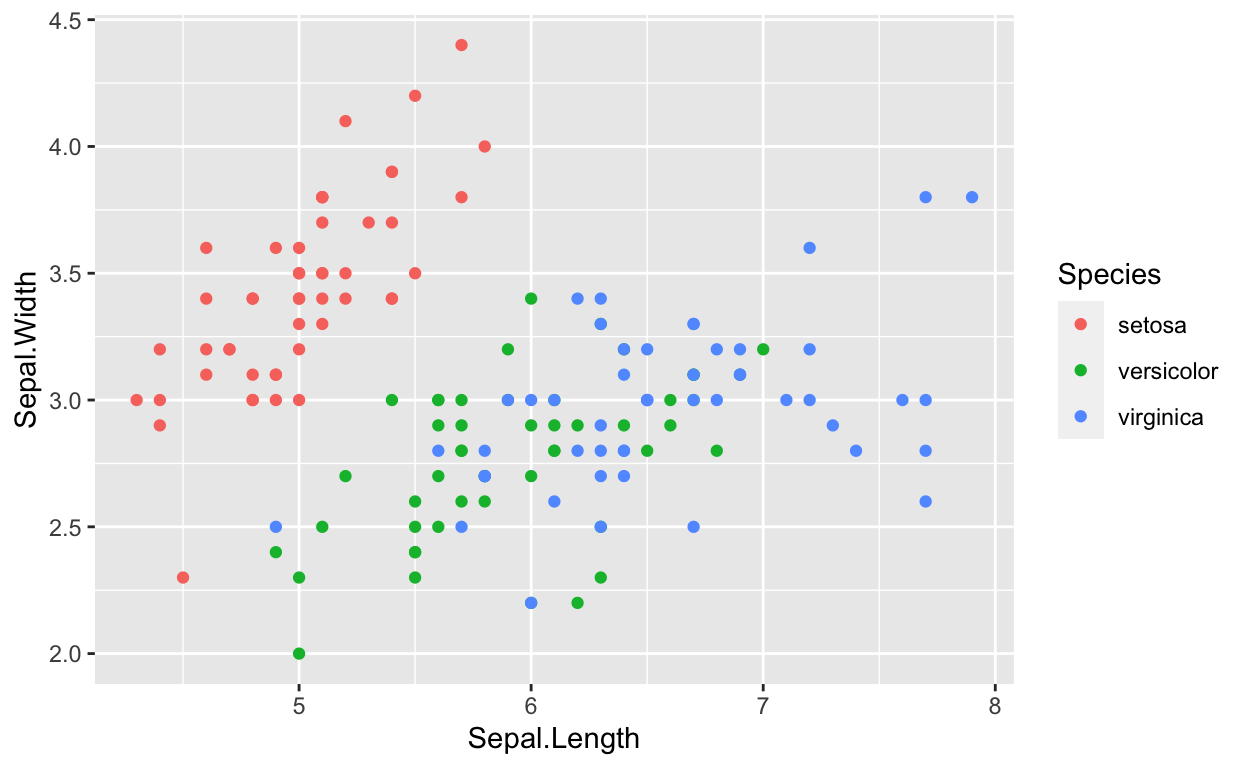 4.5
4.0
3.5
3.0
2.5
2.0
Sepal.Width
5 6 7 8
Sepal.Length
Species
setosa
versicolor
virginica